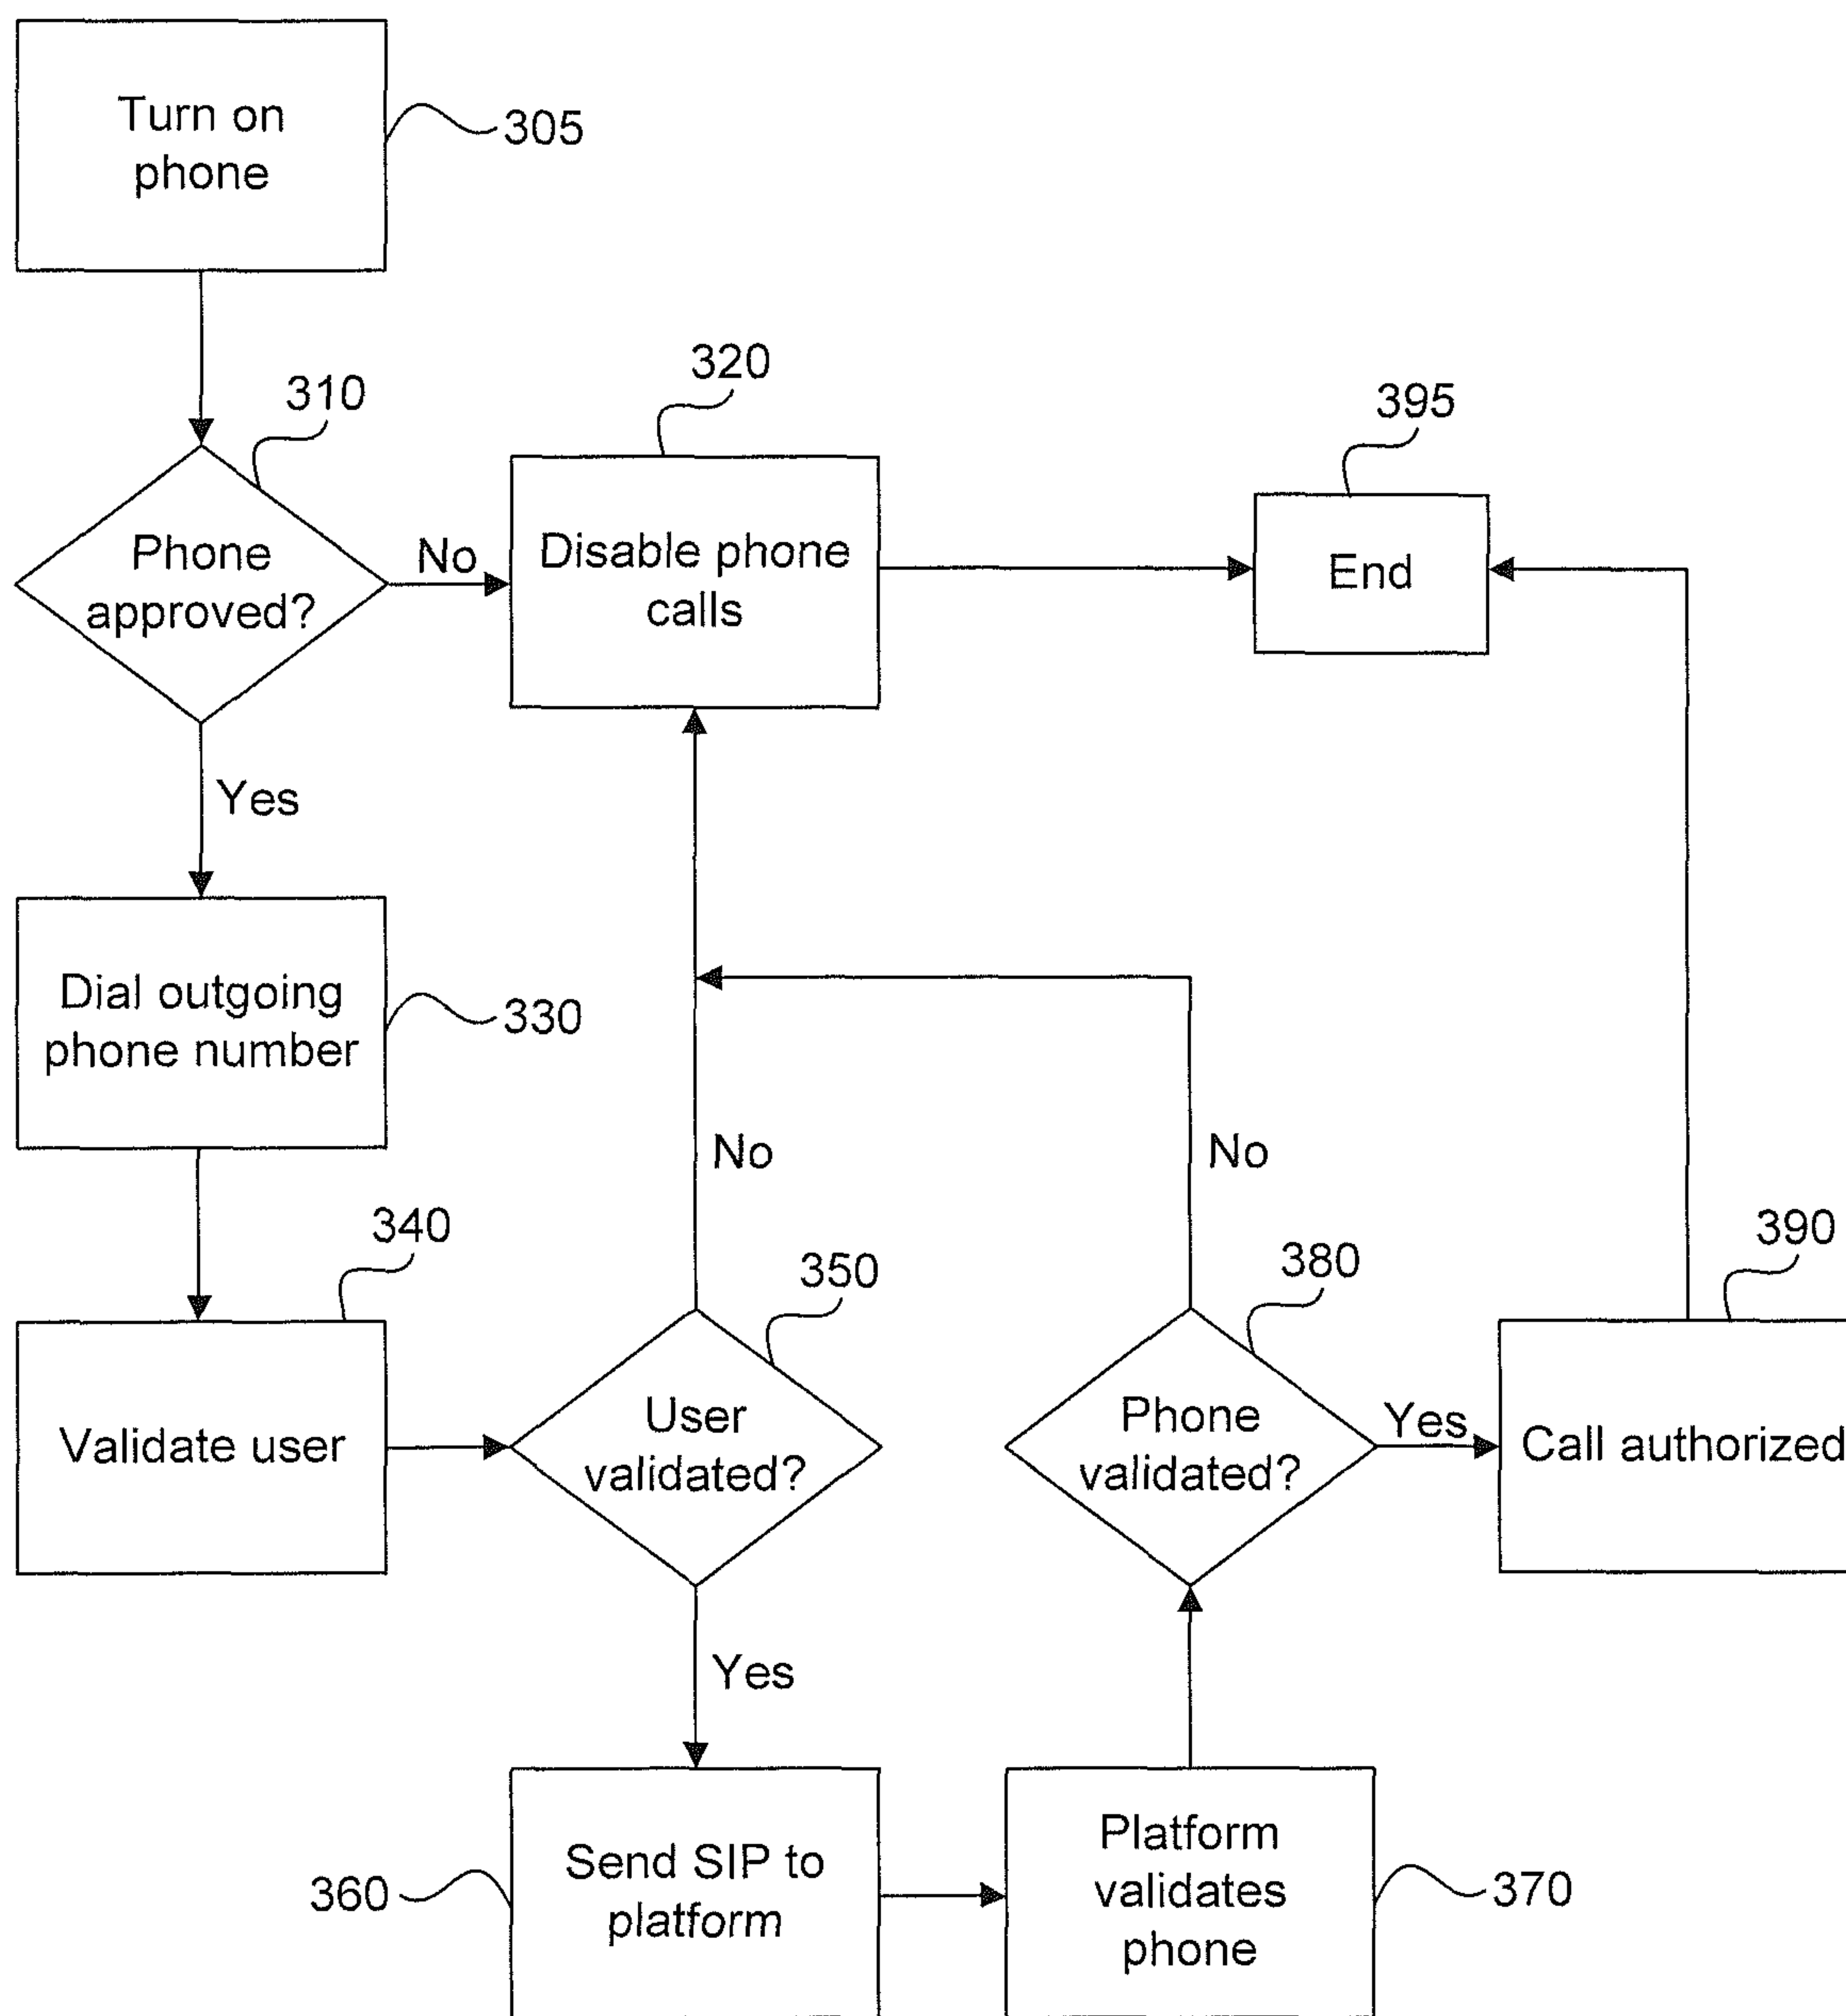 Turn on
phone
305
310
Phone
approved?
No
320
Disable phone
calls
395
End
Yes
Dial outgoing
phone number
330
No
No
340
Validate user
350
User
validated?
380
Phone
validated?
Yes
390
Call authorized
Yes
360
Send SIP to
platform
Platform
validates
phone
370